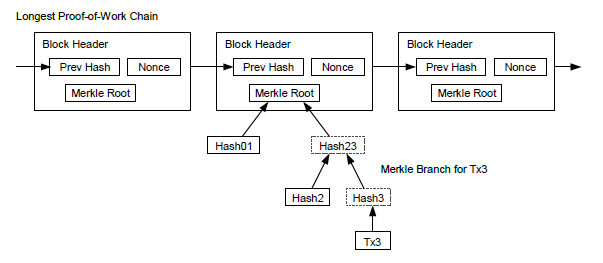 Longest Proof-of-Work Chain
Block Header Block Header Block Header
Prev Hash Nonce Prev Hash Nonce Prev Hash Nonce
Merkle Root Merkle Root Merkle Root
Hash01 Hash23
Merkle Branch for Tx3
Hash2 Hash3
Tx3